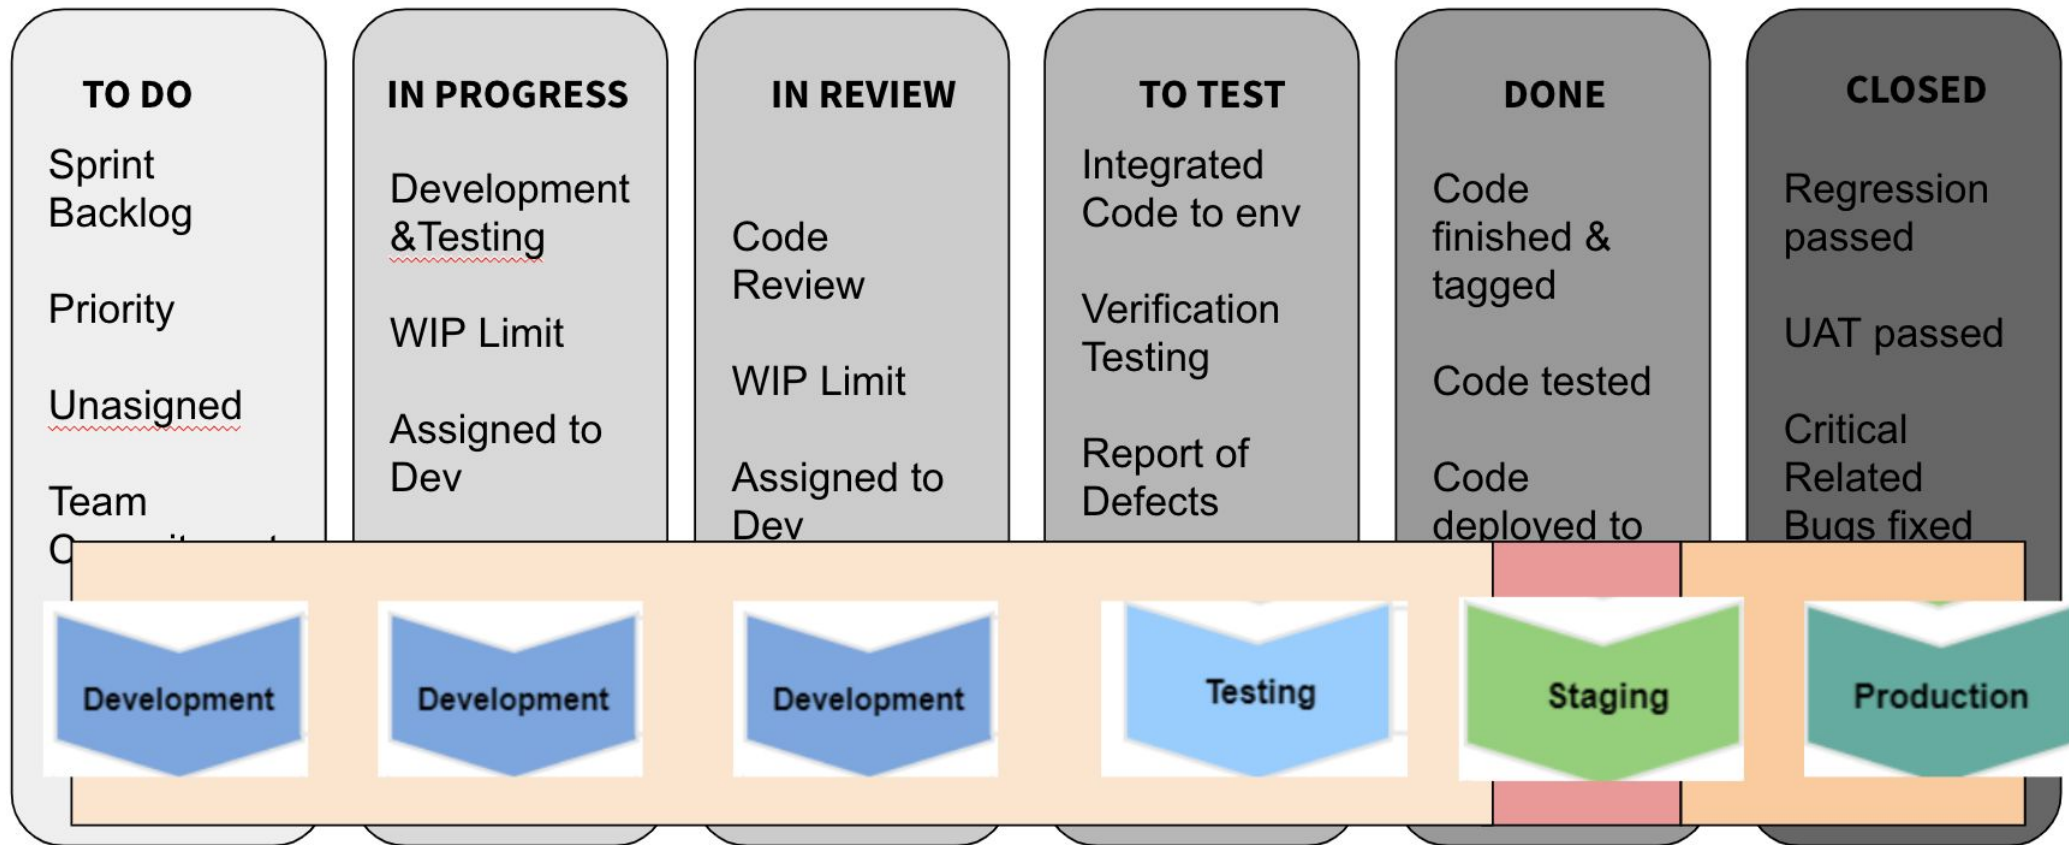 TO DO
Sprint
Backlog
Priority
Unasigned
Team
IN PROGRESS
Development
&Testing
WIP Limit
Assigned to
Dev
IN REVIEW
Code
Review
WIP Limit
Assigned to
Dev
TO TEST
Integrated
Code to env
Verification
Testing
Report of
Defects
DONE
Code
finished &
tagged
Code tested
Code
deployed to
CLOSED
Regression
passed
UAT passed
Critical
Related
Bugs fixed
Development
Development
Development
Testing
Staging
Production